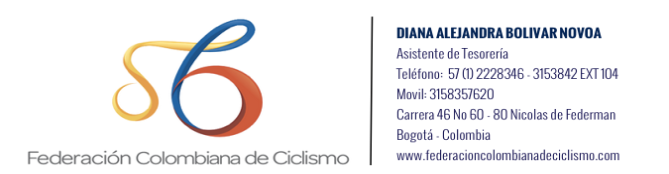 Federación Colombiana de Ciclismo
DIANA ALEJANDRA BOLIVAR NOVOA
Asistente de Tesorería
Teléfono: 57 (1) 2228346 - 3153842 EXT 104
Movil: 3158357620
Carrera 46 No 60 - 80 Nicolas de Federman
Bogotá - Colombia
www.federacioncolombianadeciclismo.com